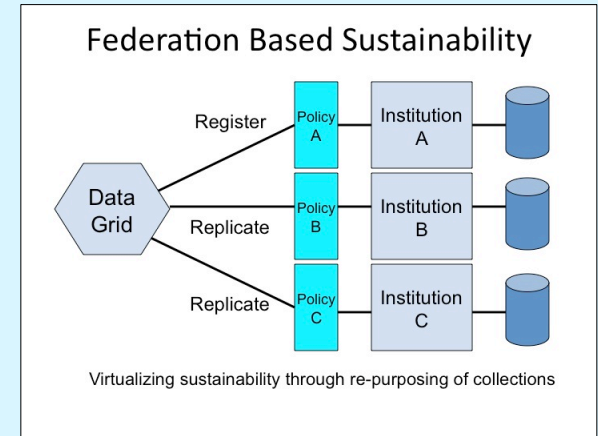 Federation Based Sustainability
Register
Policy
A
Institution
A
Data
Grid
Replicate
Policy
B
Institution
B
Replicate
Policy
C
Institution
C
Virtualizing sustainability through re-purposing of collections